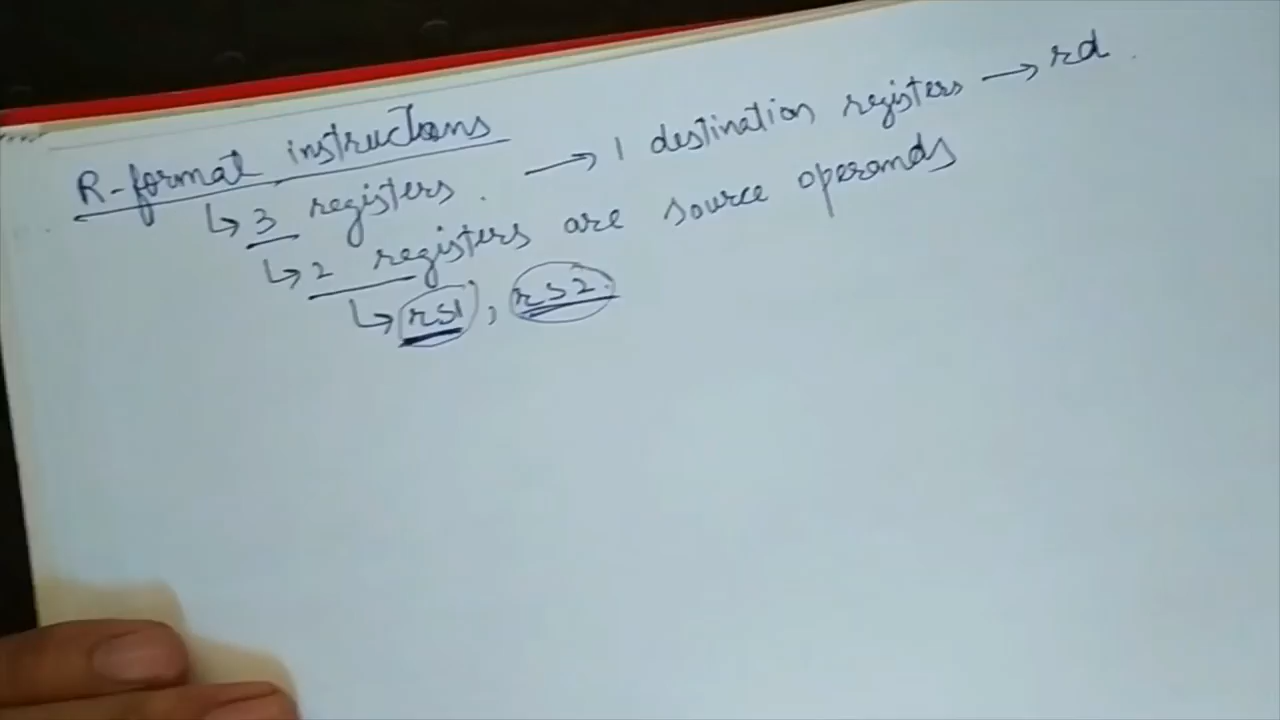 R-format instructions
↳ 3 registers. → 1 destination registers → rd.
↳ 2 registers are source operands
↳ rs1, rs2.